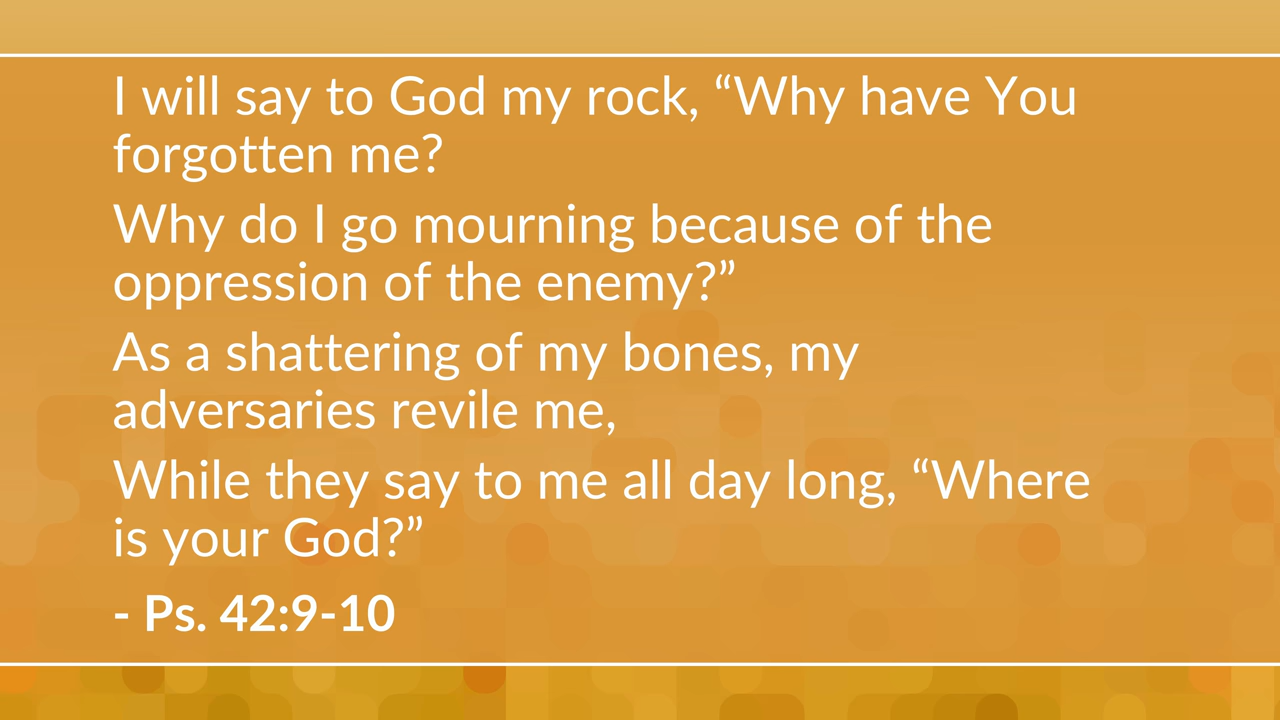 I will say to God my rock, “Why have You
forgotten me?
Why do I go mourning because of the
oppression of the enemy?”
As a shattering of my bones, my
adversaries revile me,
While they say to me all day long, “Where
is your God?”
- Ps. 42:9-10